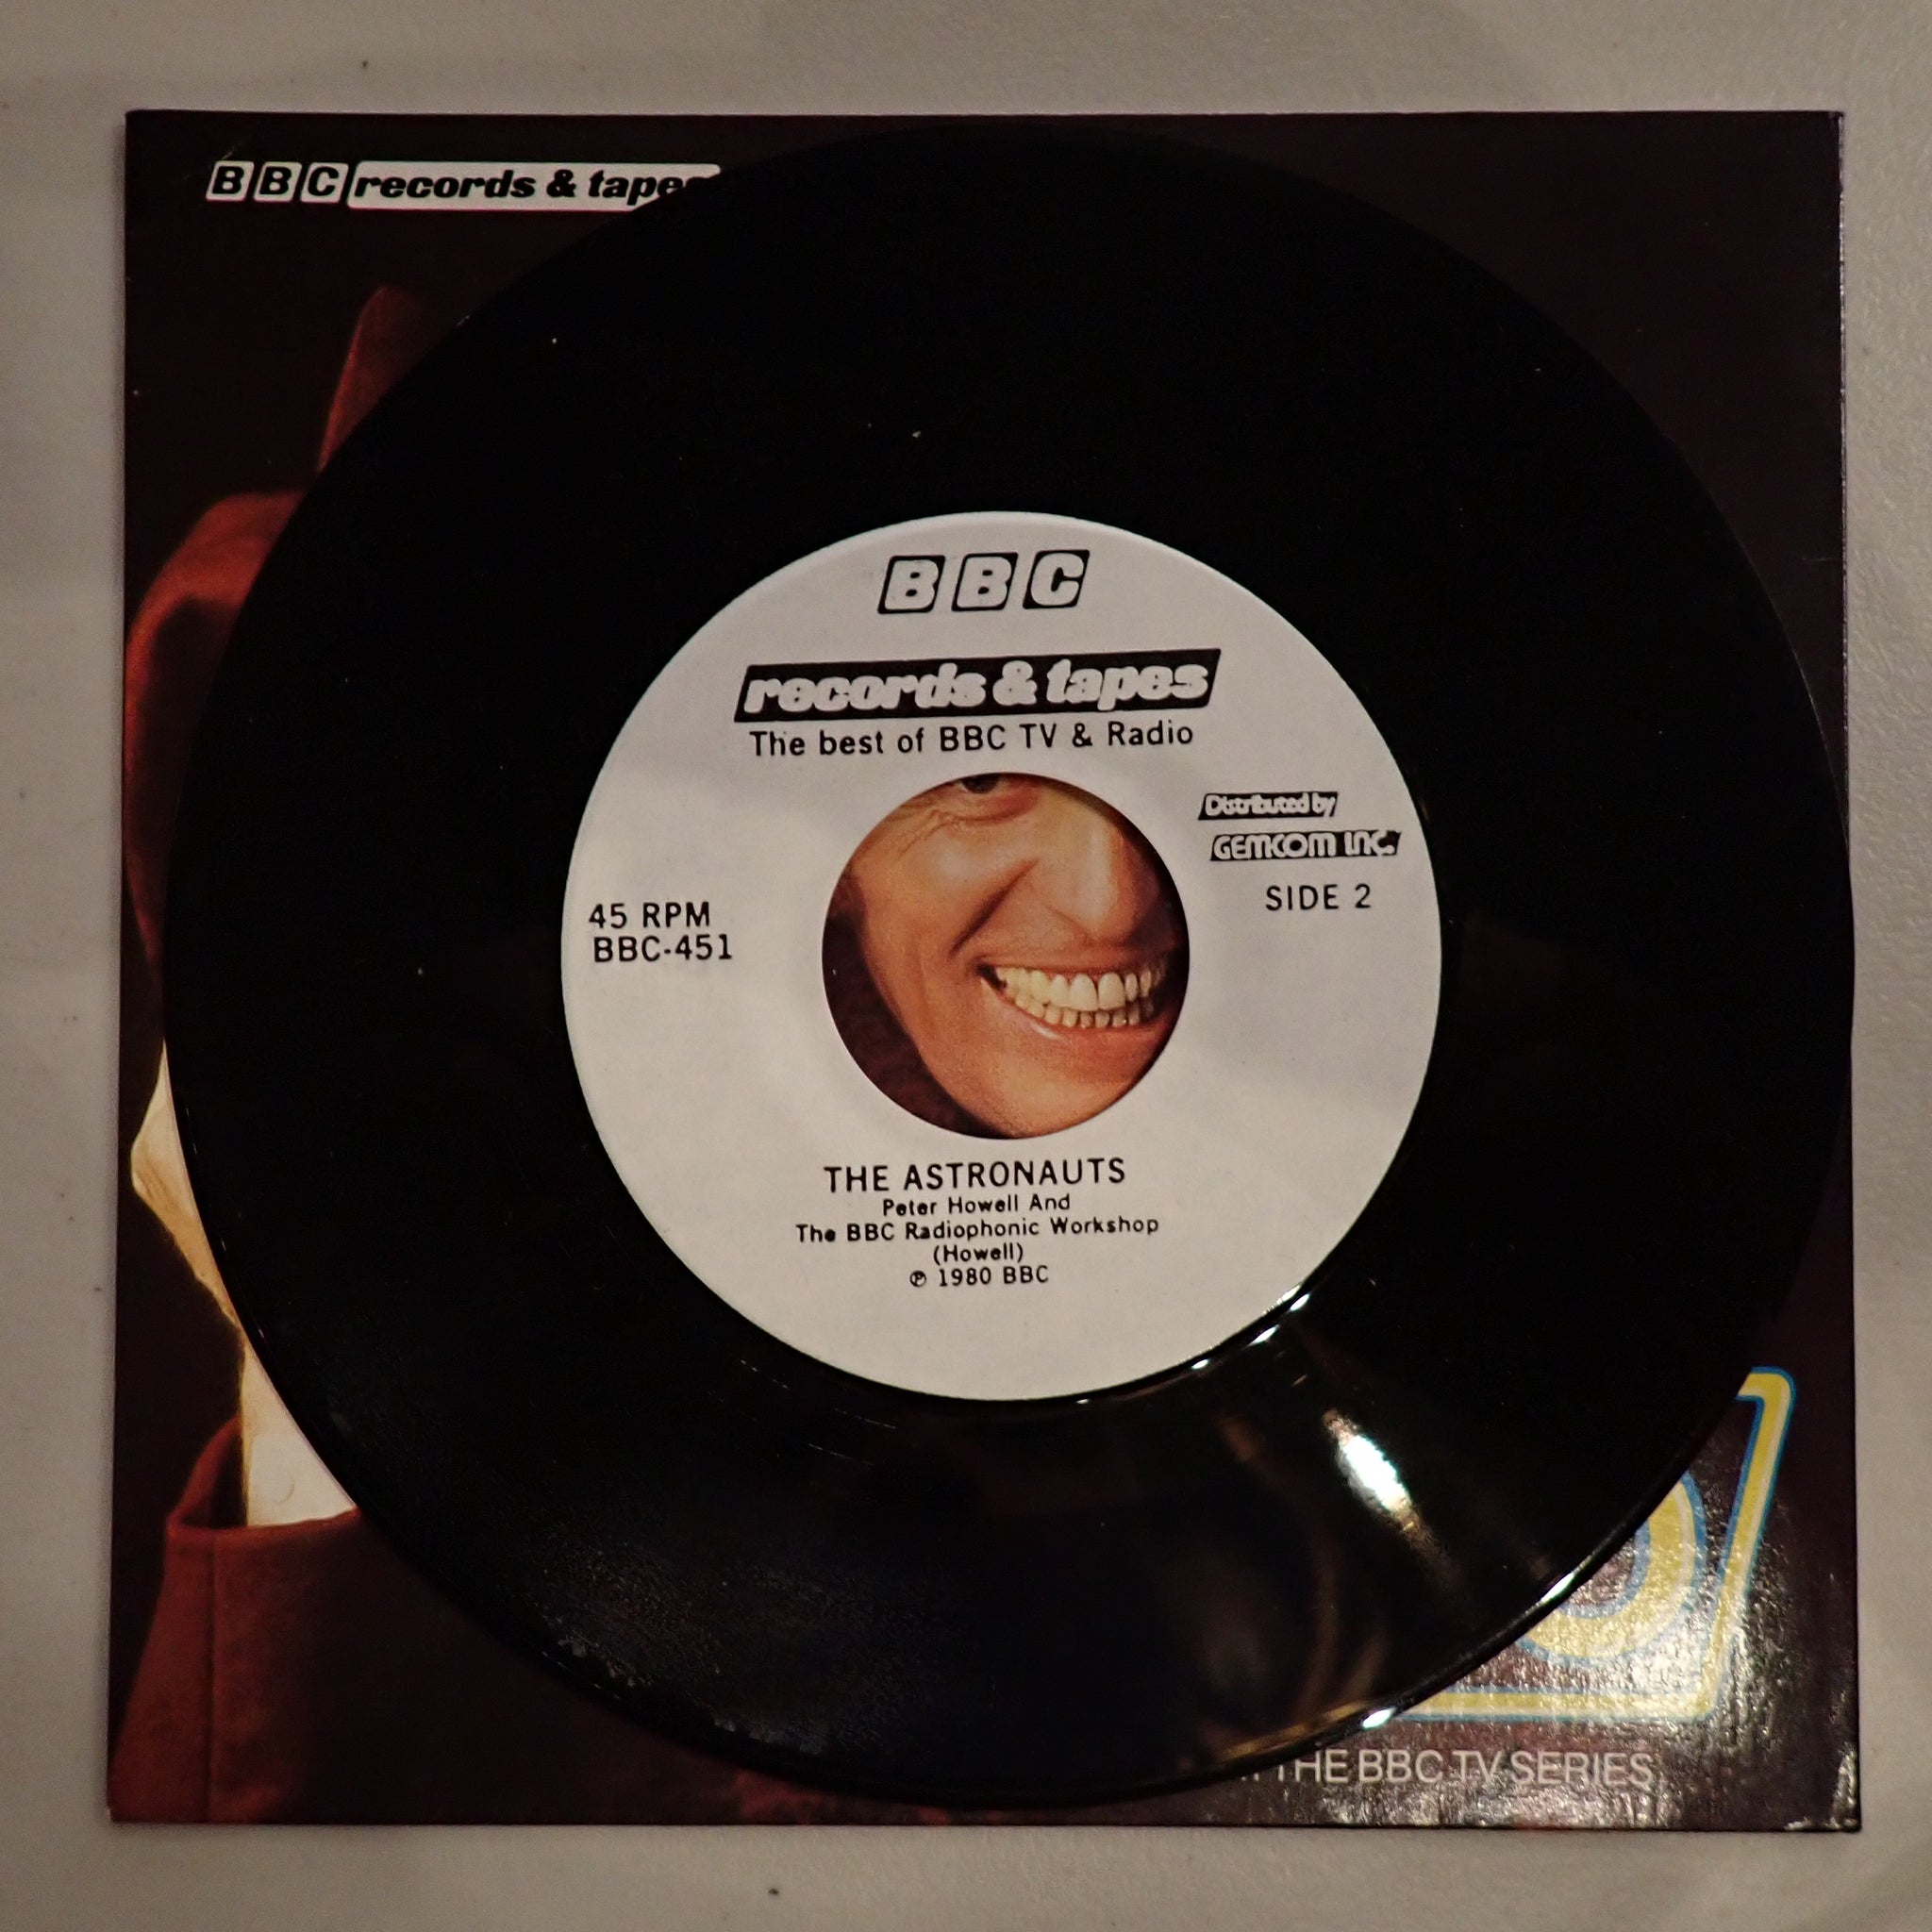 BBC records & tapes
BBC
records & tapes
The best of BBC TV & Radio
Distributed by
GEMCOM INC.
SIDE 2
45 RPM
BBC-451
THE ASTRONAUTS
Peter Howell And
The BBC Radiophonic Workshop
(Howell)
℗ 1980 BBC
THE BBC TV SERIES